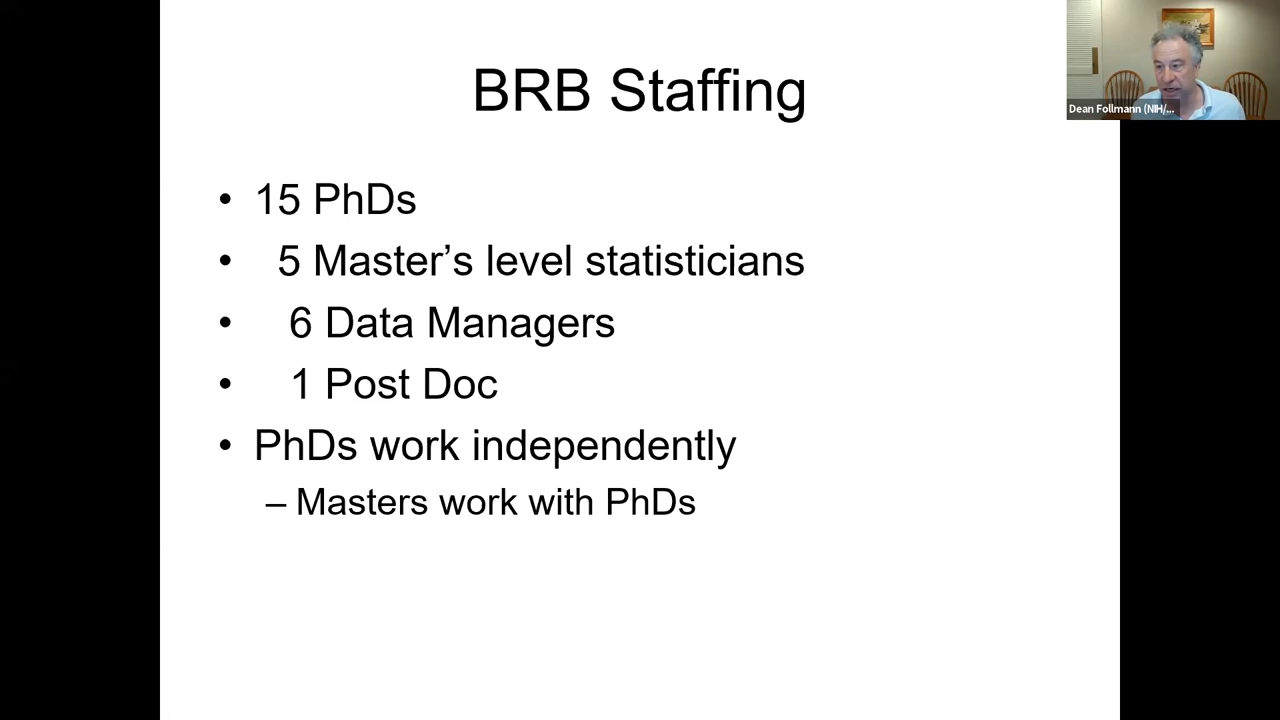 BRB Staffing
Dean Follmann (NIH/...
• 15 PhDs
• 5 Master's level statisticians
• 6 Data Managers
• 1 Post Doc
• PhDs work independently
– Masters work with PhDs